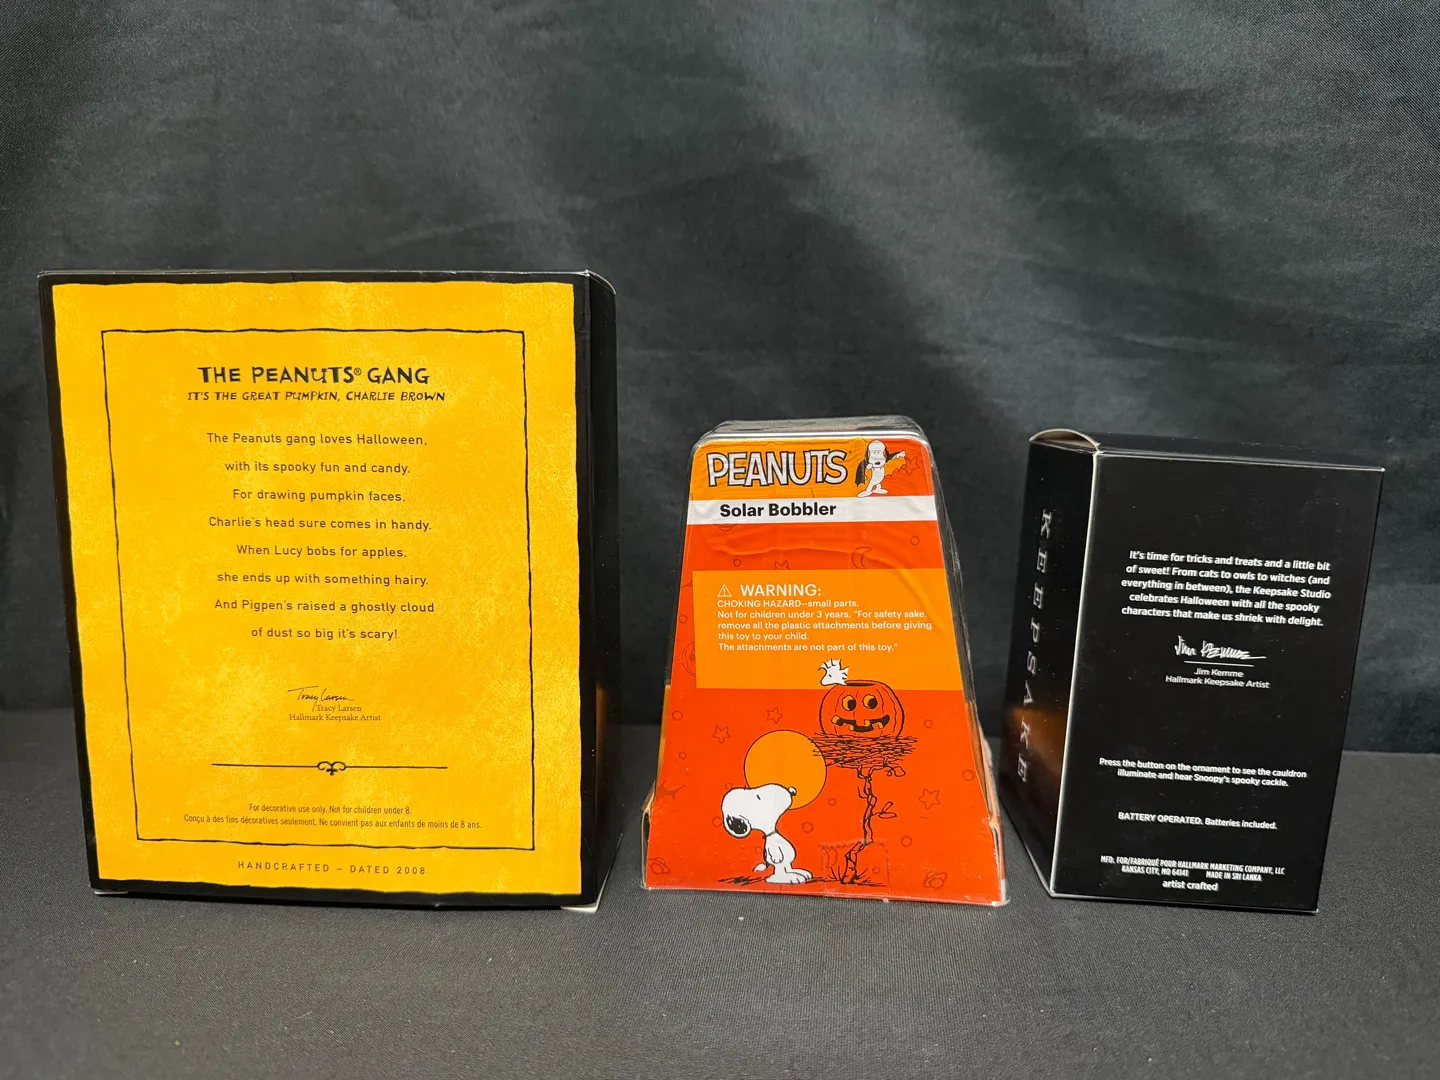 THE PEANUTS® GANG
IT'S THE GREAT PUMPKIN, CHARLIE BROWN
The Peanuts gang loves Halloween,
with its spooky fun and candy.
For drawing pumpkin faces,
Charlie's head sure comes in handy.
When Lucy bobs for apples,
she ends up with something hairy.
And Pigpen's raised a ghostly cloud
of dust so big it's scary!
Tracy Larsen
Tracy Larsen
Hallmark Keepsake Artist
For decorative use only. Not for children under 8.
Conçu à des fins décoratives seulement. Ne convient pas aux enfants de moins de 8 ans.
HANDCRAFTED – DATED 2008
PEANUTS
Solar Bobbler
⚠ WARNING:
CHOKING HAZARD--small parts.
Not for children under 3 years. "For safety sake,
remove all the plastic attachments before giving
this toy to your child.
The attachments are not part of this toy."
KEEPSAKE
It's time for tricks and treats and a little bit
of sweet! From cats to owls to witches (and
everything in between), the Keepsake Studio
celebrates Halloween with all the spooky
characters that make us shriek with delight.
Jim Kemme
Jim Kemme
Hallmark Keepsake Artist
Press the button on the ornament to see the cauldron
illuminate and hear Snoopy's spooky cackle.
BATTERY OPERATED. Batteries included.
MFD. FOR/FABRIQUÉ POUR HALLMARK MARKETING COMPANY, LLC
KANSAS CITY, MO 64141 MADE IN SRI LANKA
artist crafted